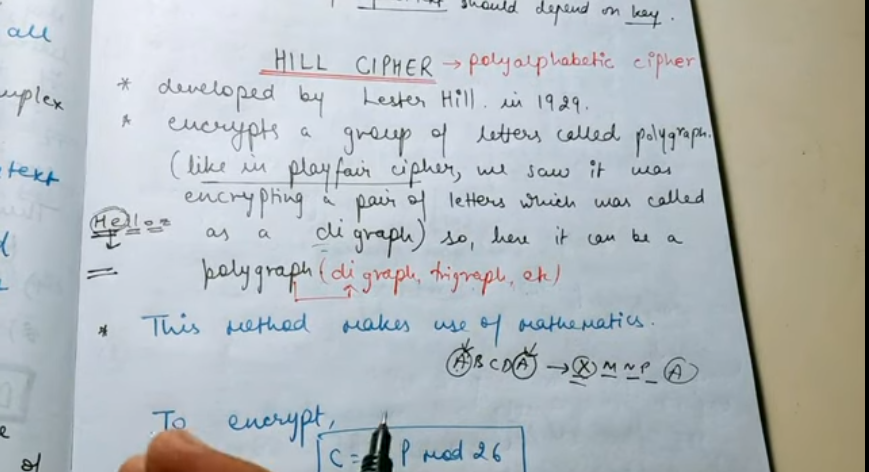 should depend on key.
all
HILL CIPHER → polyalphabetic cipher
* developed by Lester Hill. in 1929.
* encrypts a group of letters called polygraph.
(like in playfair cipher, we saw it was
encrypting a pair of letters which was called
as a digraph) so, here it can be a
polygraph (digraph, trigraph, etc)
text
* This method makes use of mathematics.
ABCDA → X M N P A
To encrypt,
C = P mod 26
of